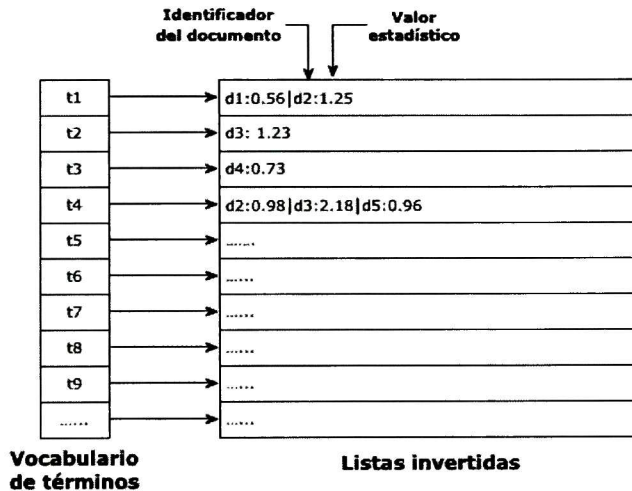 Identificador
del documento
Valor
estadístico
t1
d1:0.56|d2:1.25
t2
d3: 1.23
t3
d4:0.73
t4
d2:0.98|d3:2.18|d5:0.96
t5
......
t6
......
t7
......
t8
......
t9
......
......
......
Vocabulario
de términos
Listas invertidas